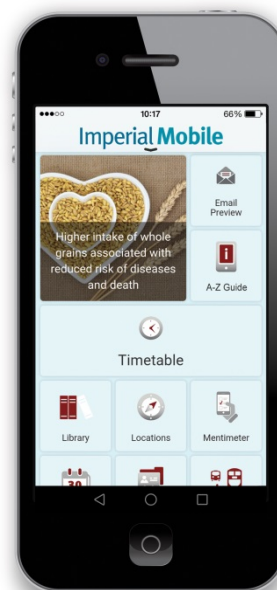 10:17
66%
Imperial Mobile
Higher intake of whole
grains associated with
reduced risk of diseases
and death
Email
Preview
i
A-Z Guide
Timetable
Library
Locations
Mentimeter
30